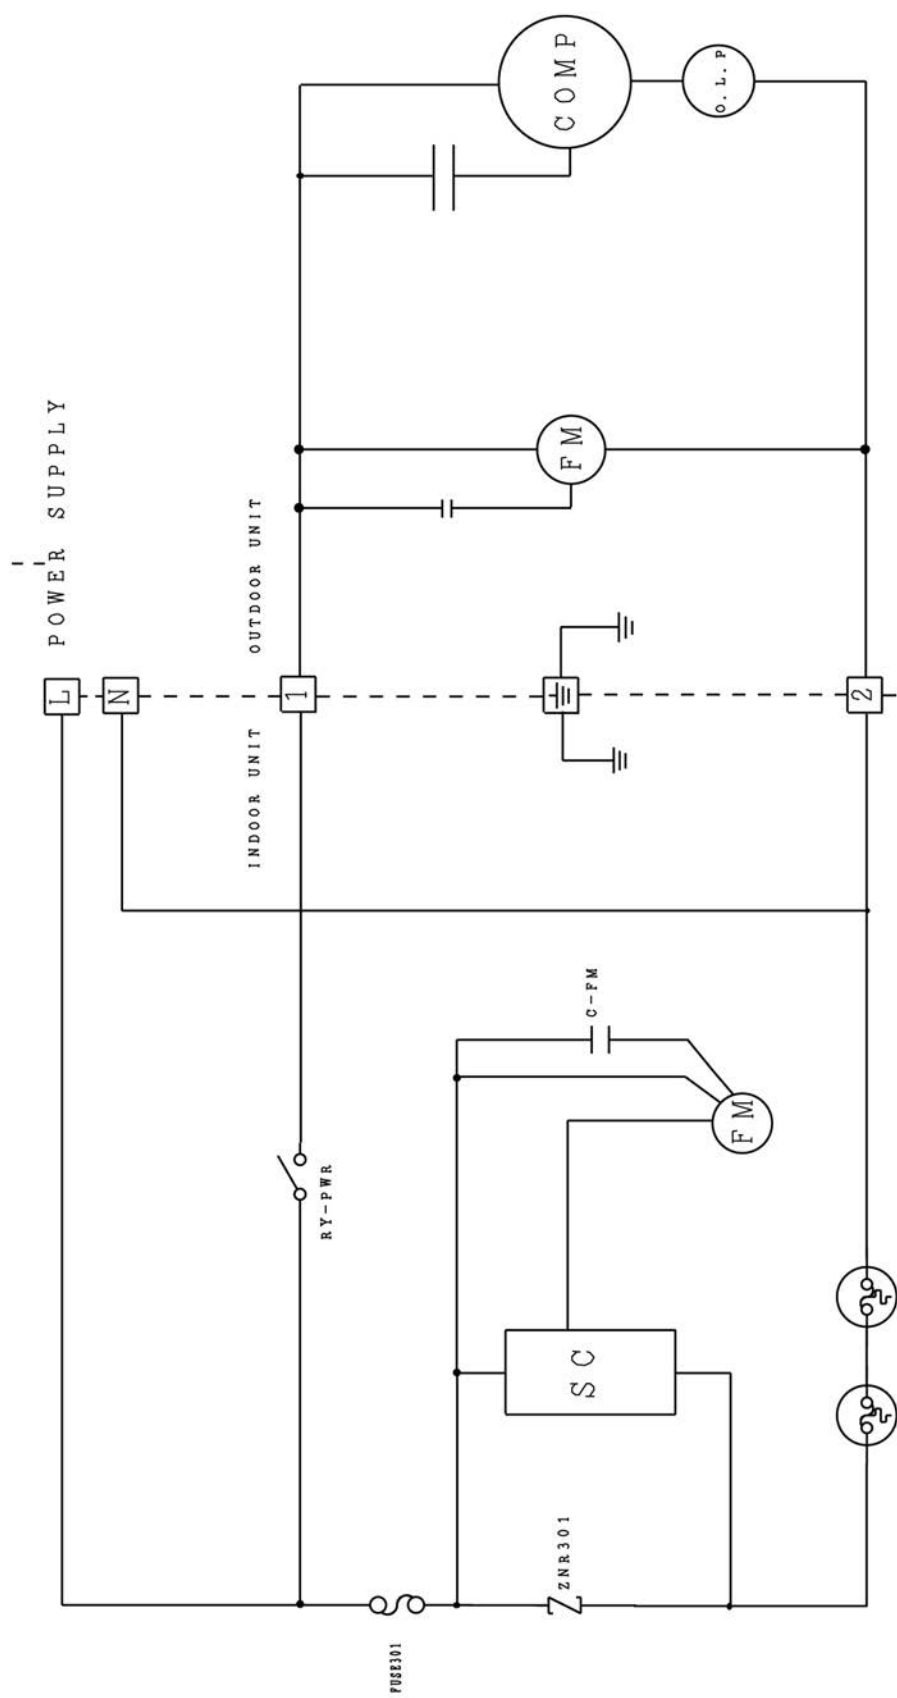 POWER SUPPLY
L
N
INDOOR UNIT
OUTDOOR UNIT
1
2
COMP
O.L.P
FM
RY-PWR
C-FM
FM
SC
FUSE301
ZNR301